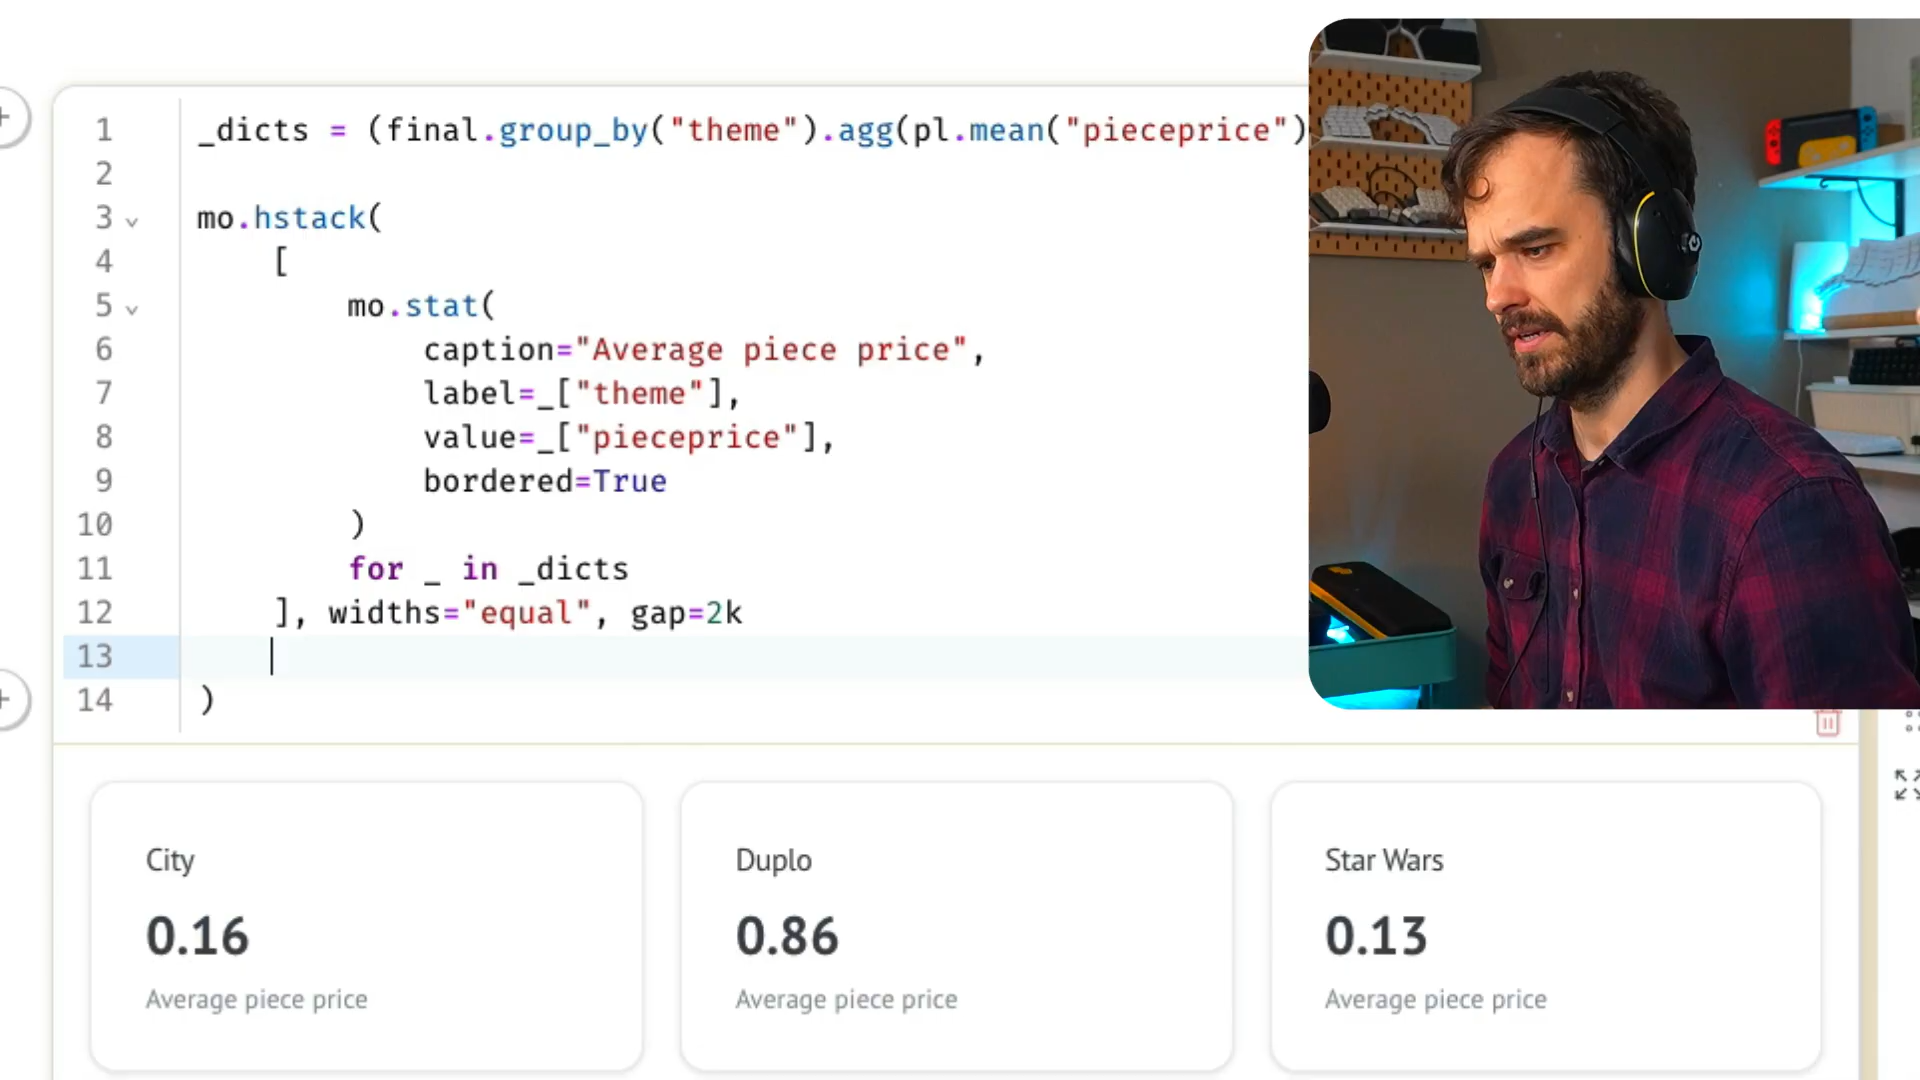 1 _dicts = (final.group_by("theme").agg(pl.mean("pieceprice")
2
3 mo.hstack(
4 [
5 mo.stat(
6 caption="Average piece price",
7 label=_["theme"],
8 value=_["pieceprice"],
9 bordered=True
10 )
11 for _ in _dicts
12 ], widths="equal", gap=2k
13
14 )
City
0.16
Average piece price
Duplo
0.86
Average piece price
Star Wars
0.13
Average piece price